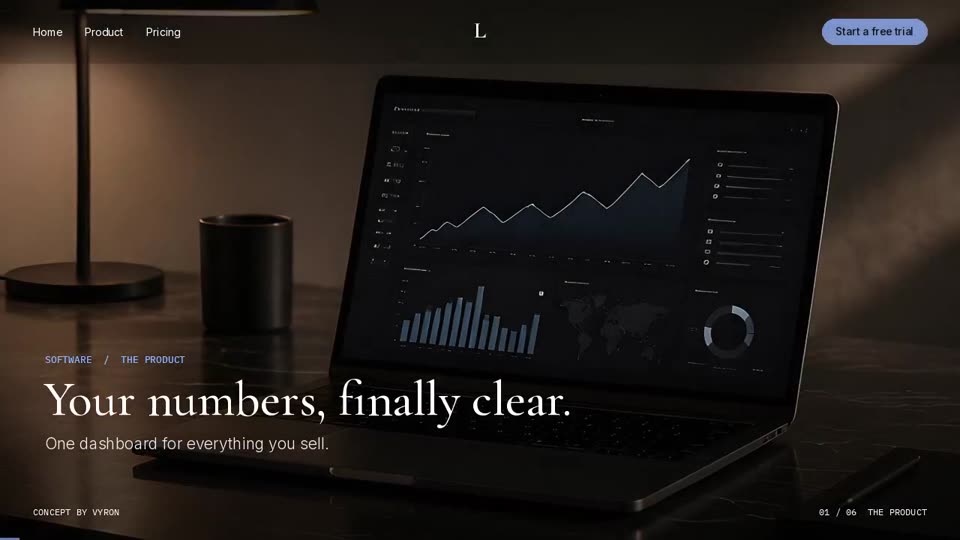 Home Product Pricing
L
Start a free trial
SOFTWARE / THE PRODUCT
Your numbers, finally clear.
One dashboard for everything you sell.
CONCEPT BY VYRON
01 / 06 THE PRODUCT